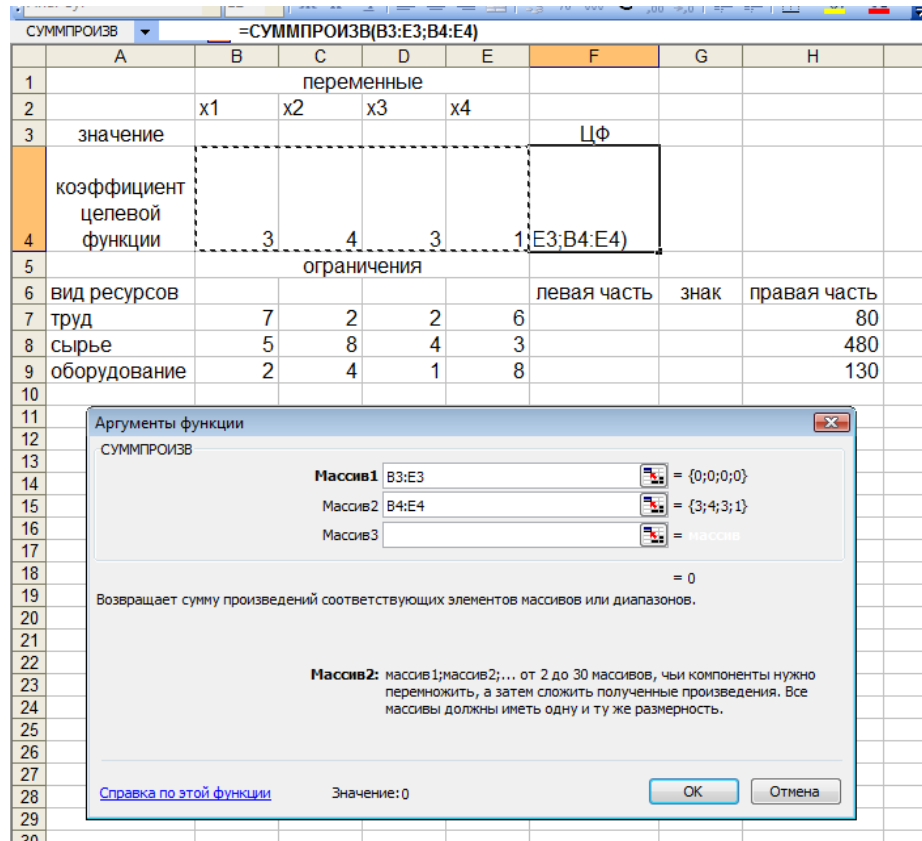 СУММПРОИЗВ =СУММПРОИЗВ(B3:E3;B4:E4)
A B C D E F G H
1 переменные
2 x1 x2 x3 x4
3 значение ЦФ
4 коэффициент целевой функции 3 4 3 1 E3;B4:E4)
5 ограничения
6 вид ресурсов левая часть знак правая часть
7 труд 7 2 2 6 80
8 сырье 5 8 4 3 480
9 оборудование 2 4 1 8 130
10
11
12
13
14
15
16
17
18
19
20
21
22
23
24
25
26
27
28
29
30
Аргументы функции
СУММПРОИЗВ
Массив1 B3:E3 = {0;0;0;0}
Массив2 B4:E4 = {3;4;3;1}
Массив3 = массив
= 0
Возвращает сумму произведений соответствующих элементов массивов или диапазонов.
Массив2: массив1;массив2;... от 2 до 30 массивов, чьи компоненты нужно
перемножить, а затем сложить полученные произведения. Все
массивы должны иметь одну и ту же размерность.
Справка по этой функции Значение:0 OK Отмена